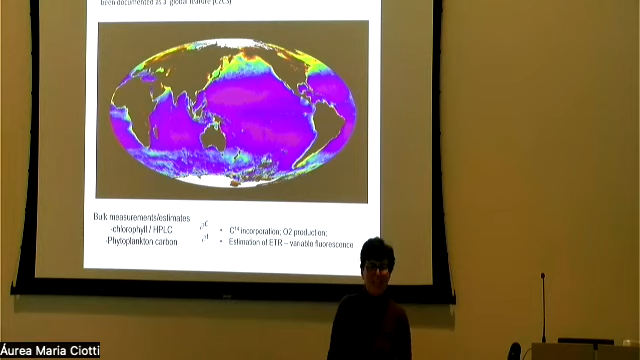 been documented as a 'global feature (C2CS)
Bulk measurements/estimates
-chlorophyll / HPLC
-Phytoplankton carbon
• C¹⁴ incorporation; O2 production;
• Estimation of ETR – variable fluorescence
Áurea Maria Ciotti